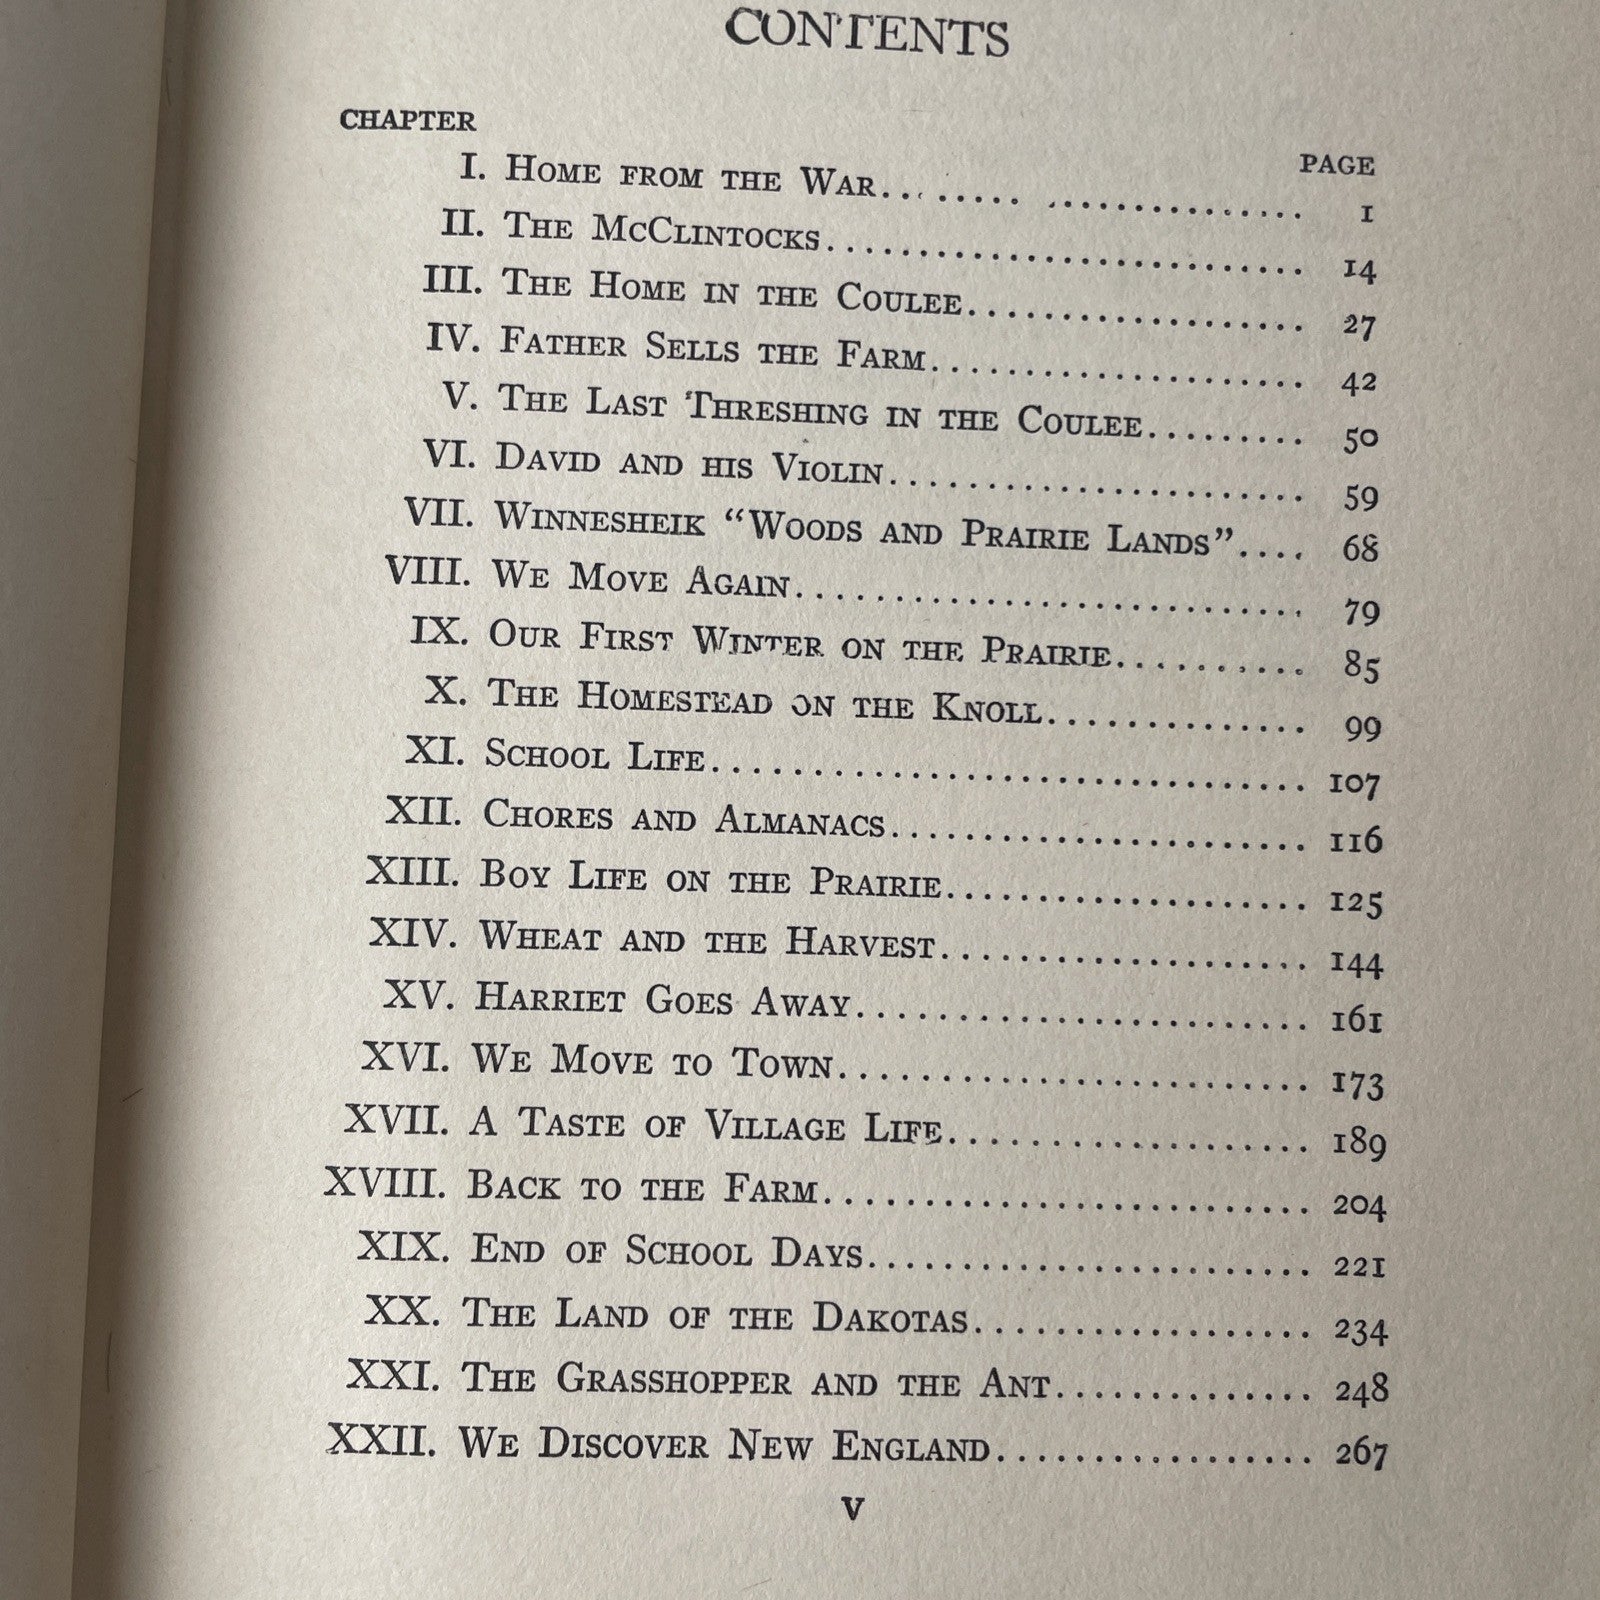 CONTENTS
CHAPTER PAGE
I. HOME FROM THE WAR........................ 1
II. THE MCCLINTOCKS........................ 14
III. THE HOME IN THE COULEE................. 27
IV. FATHER SELLS THE FARM................... 42
V. THE LAST THRESHING IN THE COULEE........ 50
VI. DAVID AND HIS VIOLIN..................... 59
VII. WINNESHEIK “WOODS AND PRAIRIE LANDS”.... 68
VIII. WE MOVE AGAIN.......................... 79
IX. OUR FIRST WINTER ON THE PRAIRIE.......... 85
X. THE HOMESTEAD ON THE KNOLL............. 99
XI. SCHOOL LIFE............................. 107
XII. CHORES AND ALMANACS..................... 116
XIII. BOY LIFE ON THE PRAIRIE.................. 125
XIV. WHEAT AND THE HARVEST.................. 144
XV. HARRIET GOES AWAY....................... 161
XVI. WE MOVE TO TOWN........................ 173
XVII. A TASTE OF VILLAGE LIFE.................. 189
XVIII. BACK TO THE FARM........................ 204
XIX. END OF SCHOOL DAYS...................... 221
XX. THE LAND OF THE DAKOTAS................. 234
XXI. THE GRASSHOPPER AND THE ANT............. 248
XXII. WE DISCOVER NEW ENGLAND................ 267
v